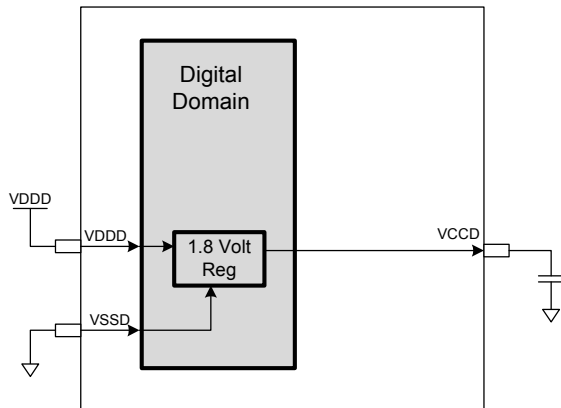 Digital
Domain
VDDD
VDDD
1.8 Volt
Reg
VCCD
VSSD